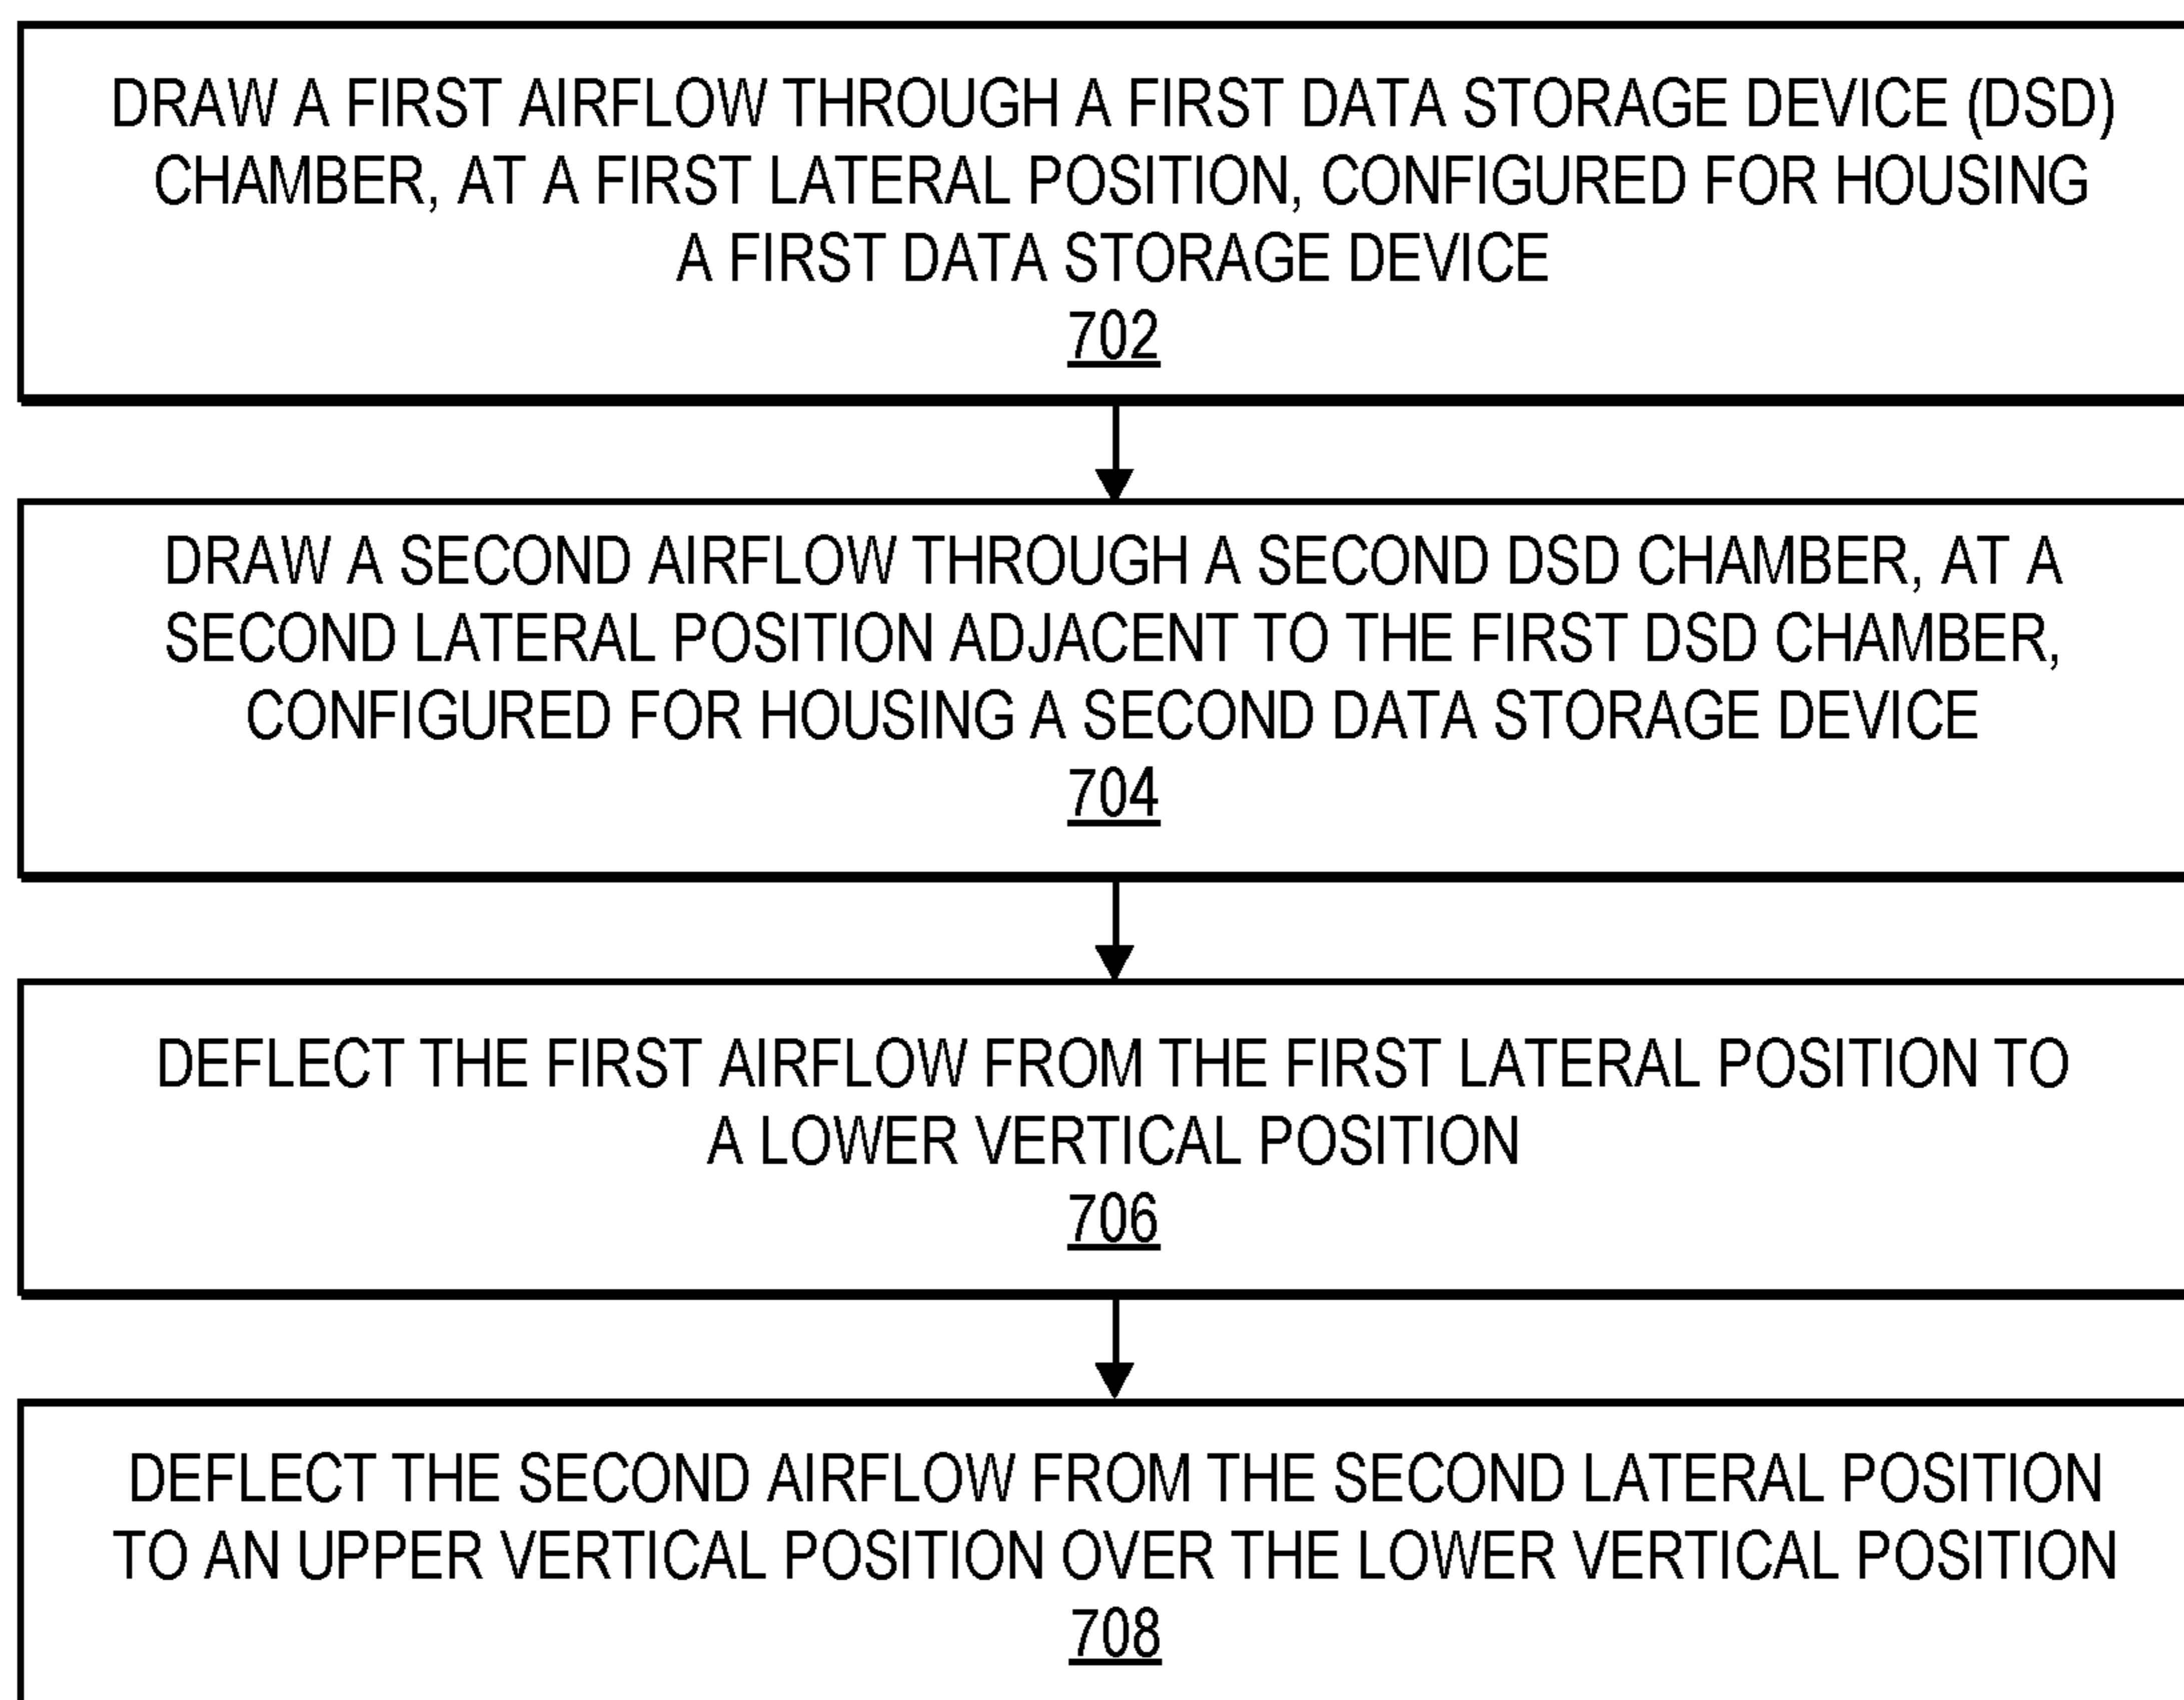 DRAW A FIRST AIRFLOW THROUGH A FIRST DATA STORAGE DEVICE (DSD)
CHAMBER, AT A FIRST LATERAL POSITION, CONFIGURED FOR HOUSING
A FIRST DATA STORAGE DEVICE
702
DRAW A SECOND AIRFLOW THROUGH A SECOND DSD CHAMBER, AT A
SECOND LATERAL POSITION ADJACENT TO THE FIRST DSD CHAMBER,
CONFIGURED FOR HOUSING A SECOND DATA STORAGE DEVICE
704
DEFLECT THE FIRST AIRFLOW FROM THE FIRST LATERAL POSITION TO
A LOWER VERTICAL POSITION
706
DEFLECT THE SECOND AIRFLOW FROM THE SECOND LATERAL POSITION
TO AN UPPER VERTICAL POSITION OVER THE LOWER VERTICAL POSITION
708